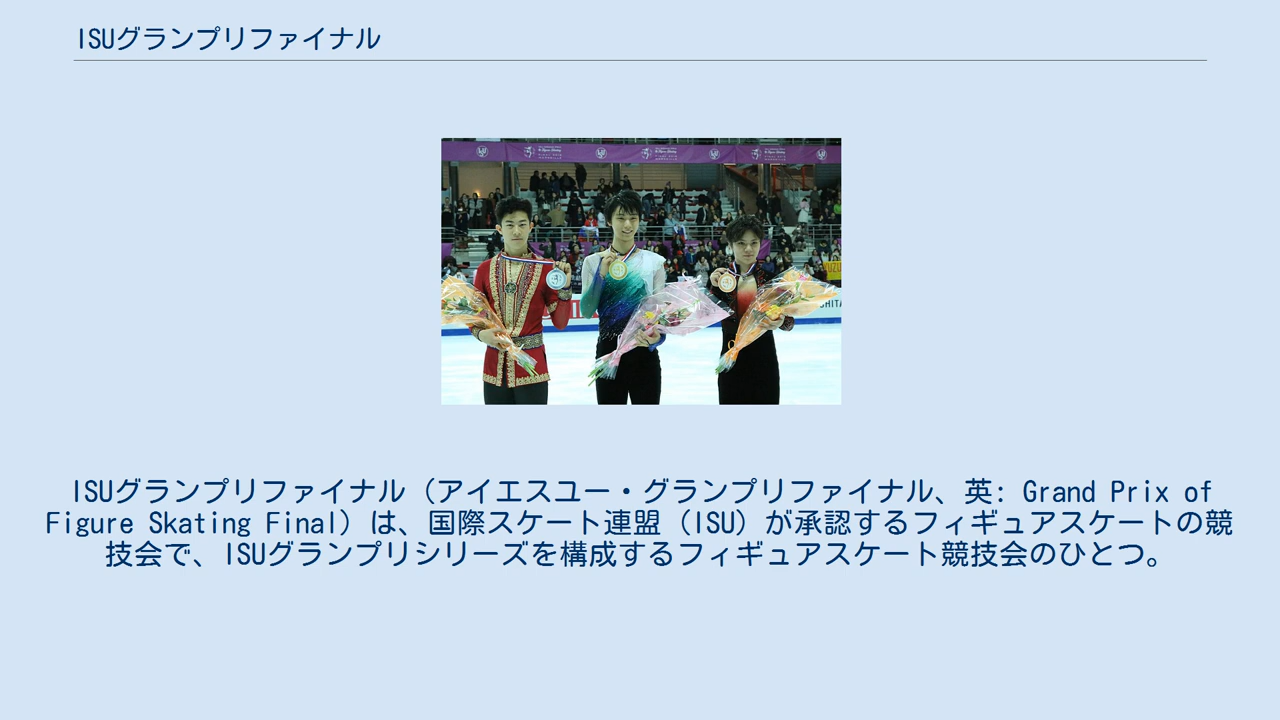 ISUグランプリファイナル
ISUグランプリファイナル（アイエスユー・グランプリファイナル、英: Grand Prix of
Figure Skating Final）は、国際スケート連盟（ISU）が承認するフィギュアスケートの競
技会で、ISUグランプリシリーズを構成するフィギュアスケート競技会のひとつ。